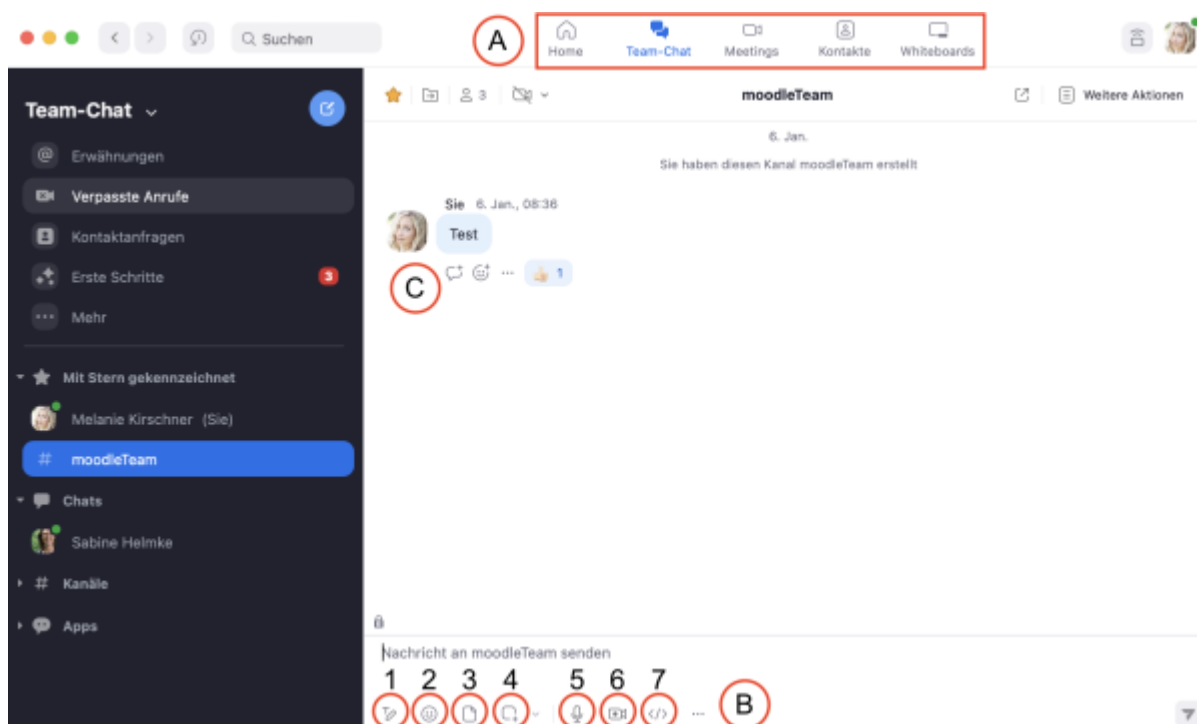 A
Suchen
Home Team-Chat Meetings Kontakte Whiteboards
Team-Chat
3 moodleTeam Weitere Aktionen
6. Jan.
Sie haben diesen Kanal moodleTeam erstellt
Erwähnungen
Verpasste Anrufe
Kontaktanfragen
Erste Schritte 3
Mehr
Mit Stern gekennzeichnet
Melanie Kirschner (Sie)
# moodleTeam
Chats
Sabine Helmke
# Kanäle
Apps
Sie 6. Jan., 08:36
Test
C 1
Nachricht an moodleTeam senden
1 2 3 4 5 6 7
B